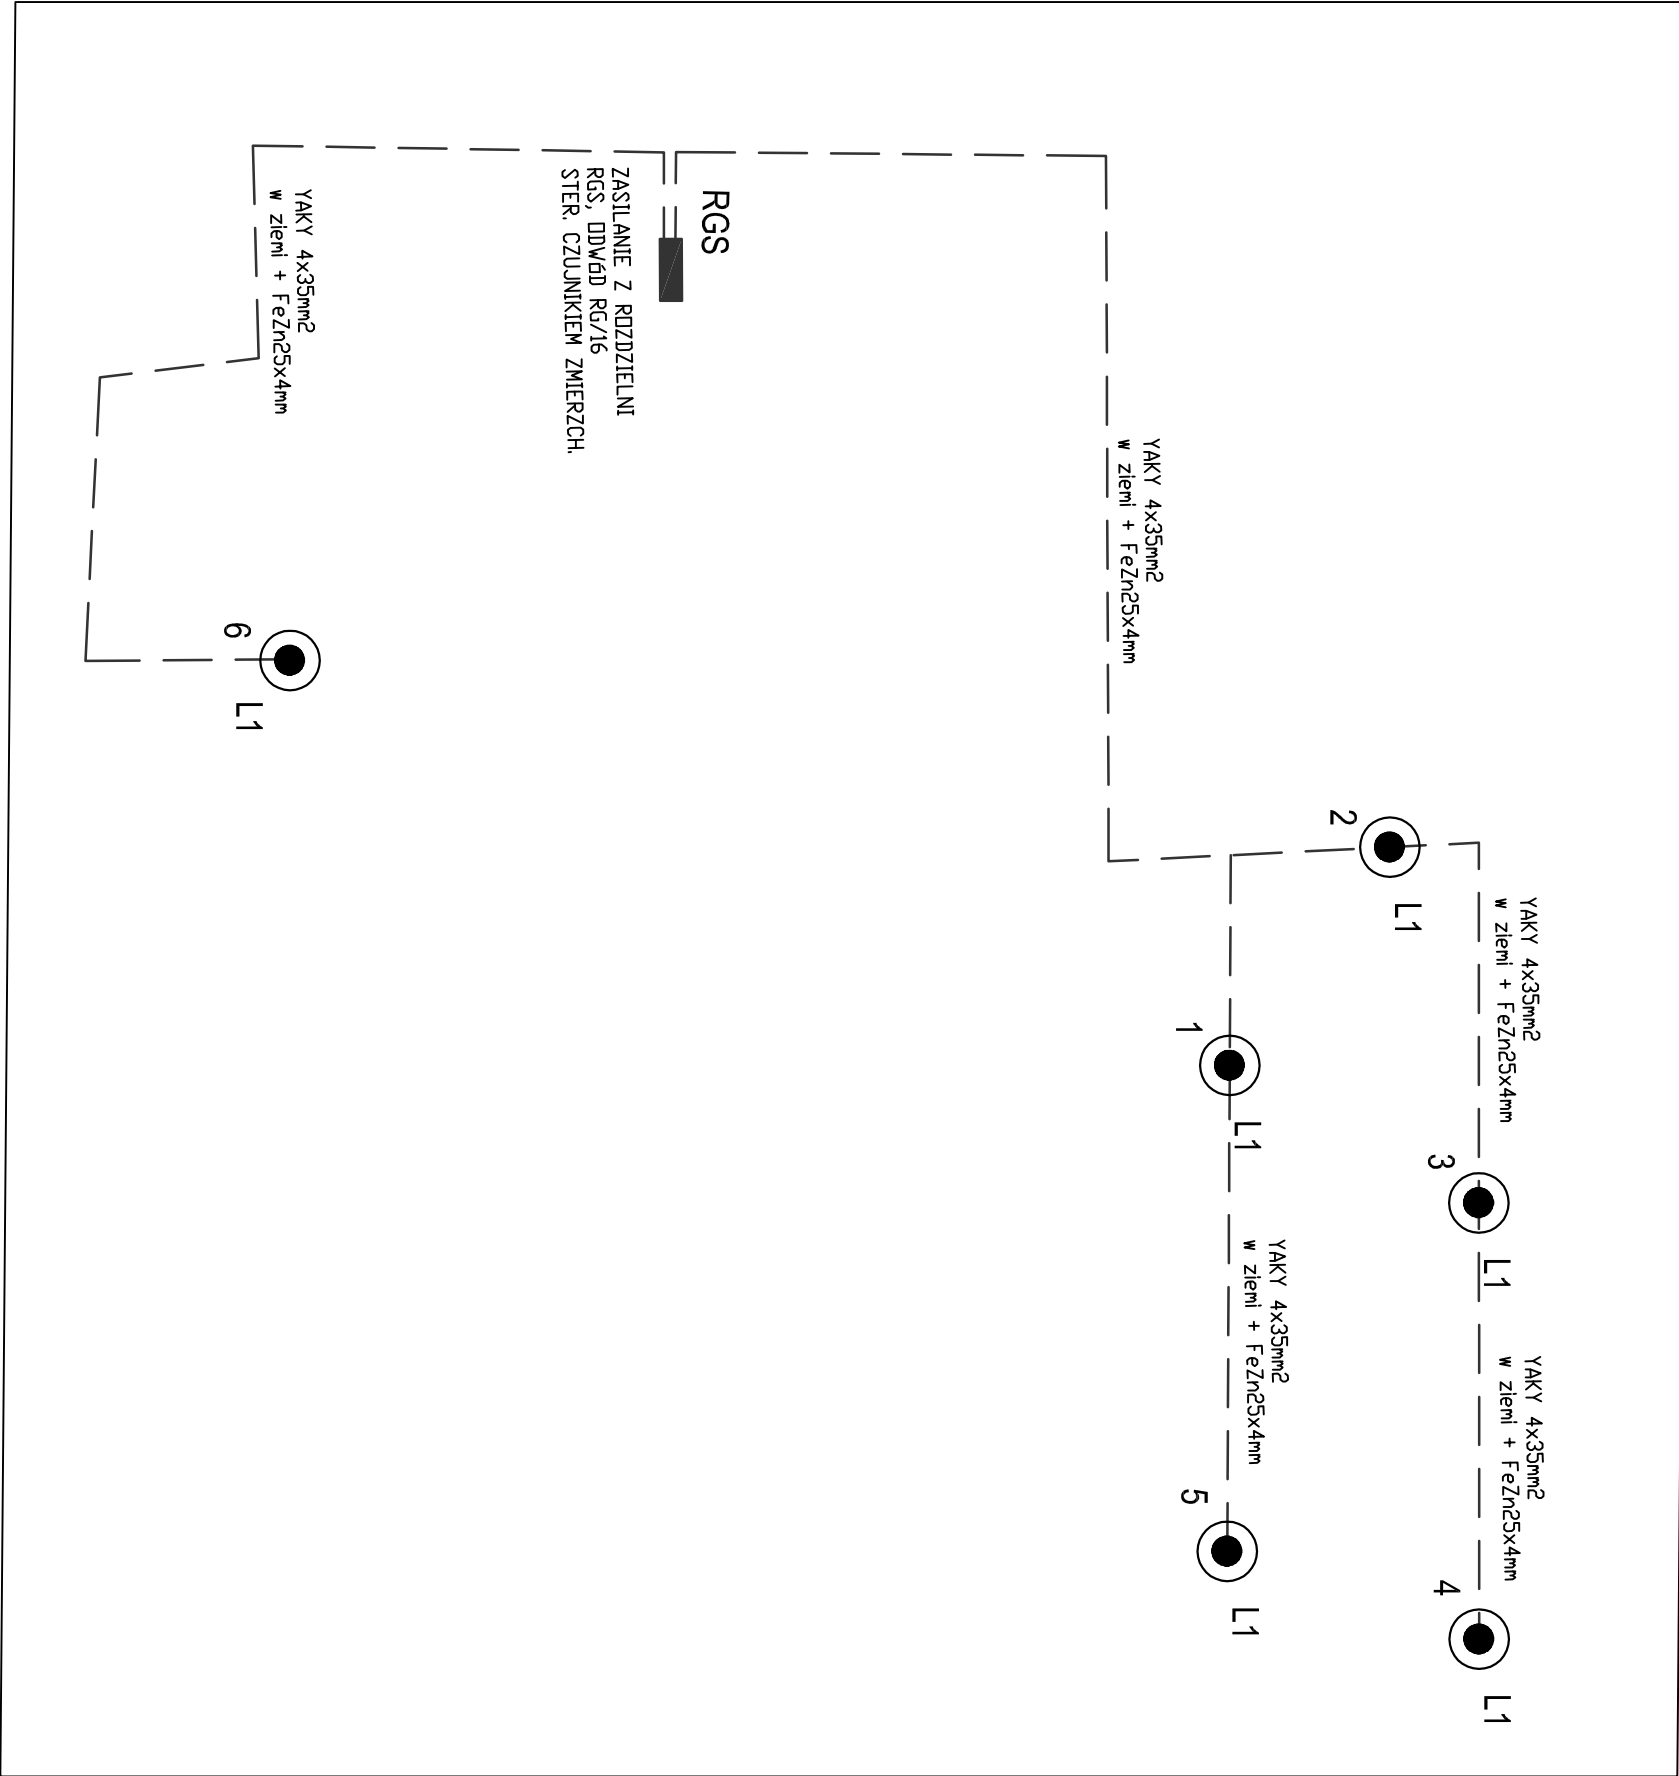 RGS
ZASILANIE Z ROZDZIELNI
RGS, ODWóD RG/16
STER. CZUJNIKIEM ZMIERZCH.
YAKY 4x35mm2
w ziemi + FeZn25x4mm
YAKY 4x35mm2
w ziemi + FeZn25x4mm
6
L1
2
L1
YAKY 4x35mm2
w ziemi + FeZn25x4mm
1
L1
3
L1
YAKY 4x35mm2
w ziemi + FeZn25x4mm
YAKY 4x35mm2
w ziemi + FeZn25x4mm
5
L1
4
L1